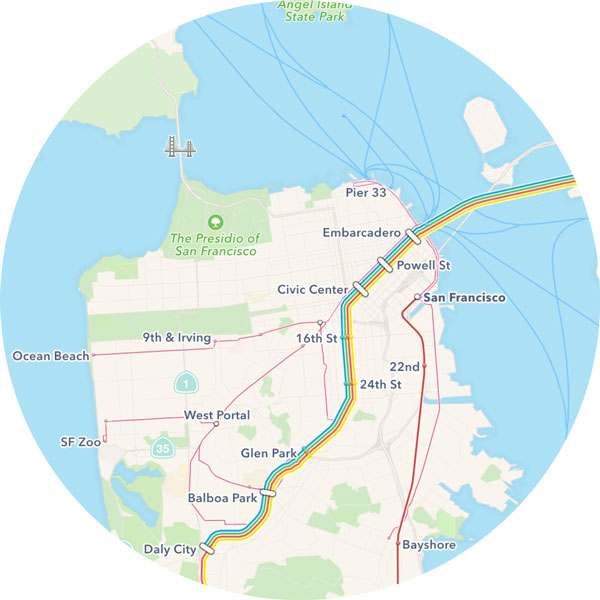 Angel Island
State Park
Pier 33
Embarcadero
The Presidio of
San Francisco
Powell St
Civic Center
San Francisco
9th & Irving
16th St
Ocean Beach
22nd
1
24th St
West Portal
SF Zoo
35
Glen Park
Balboa Park
Daly City
Bayshore